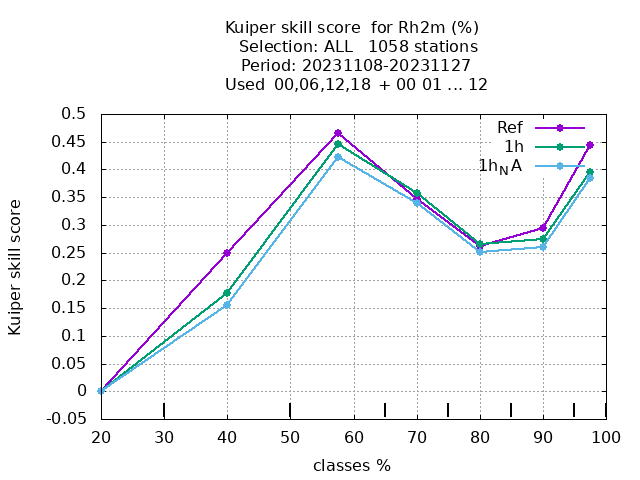 Kuiper skill score for Rh2m (%)
Selection: ALL 1058 stations
Period: 20231108-20231127
Used 00,06,12,18 + 00 01 ... 12
0.5
0.45
0.4
0.35
0.3
0.25
0.2
0.15
0.1
0.05
0
-0.05
Kuiper skill score
Ref
1h
1hNA
20 30 40 50 60 70 80 90 100
classes %